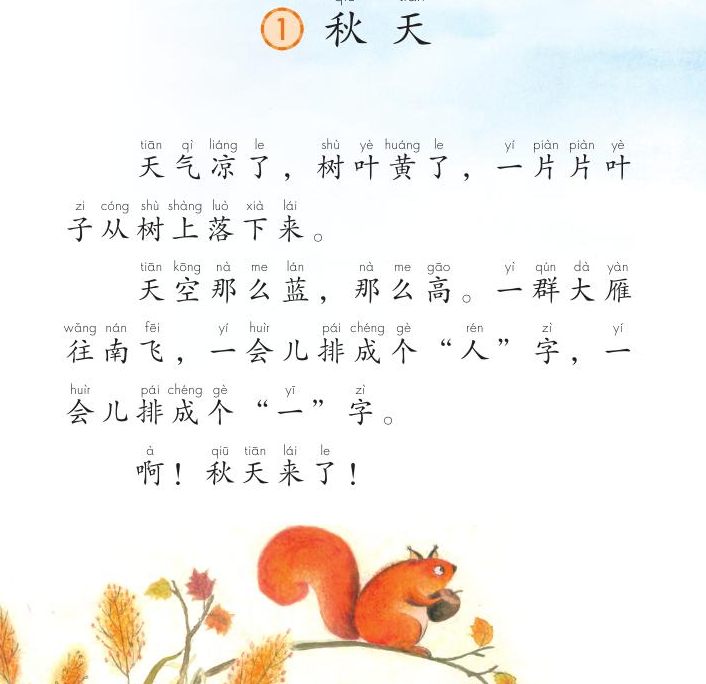 1 秋天
tiān qì liáng le shù yè huáng le yí piàn piàn yè
天气凉了，树叶黄了，一片片叶
zi cóng shù shàng luò xià lái
子从树上落下来。
tiān kōng nà me lán nà me gāo yì qún dà yàn
天空那么蓝，那么高。一群大雁
wǎng nán fēi yí huìr pái chéng gè rén zì yí
往南飞，一会儿排成个“人”字，一
huìr pái chéng gè yī zì
会儿排成个“一”字。
à qiū tiān lái le
啊！秋天来了！